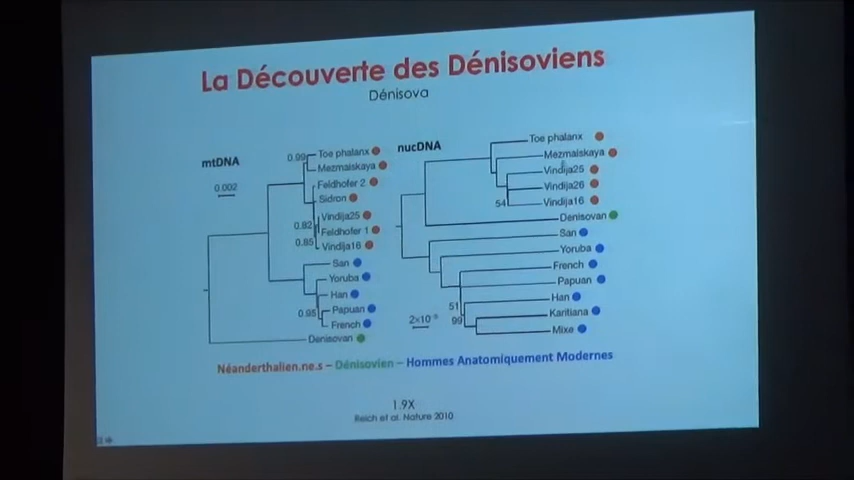 La Découverte des Dénisoviens
Dénisova
mtDNA
0.002
0.99
Toe phalanx
Mezmaiskaya
Feldhofer 2
Sidron
0.82
Vindija25
Feldhofer 1
0.85
Vindija16
San
Yoruba
Han
0.95
Papuan
French
Denisovan
nucDNA
Toe phalanx
Mezmaiskaya
Vindija25
Vindija26
54
Vindija16
Denisovan
San
Yoruba
French
Papuan
51
Han
99
Karitiana
Mixe
Néanderthalien.ne.s – Dénisovien – Hommes Anatomiquement Modernes
1.9X
Reich et al. Nature 2010